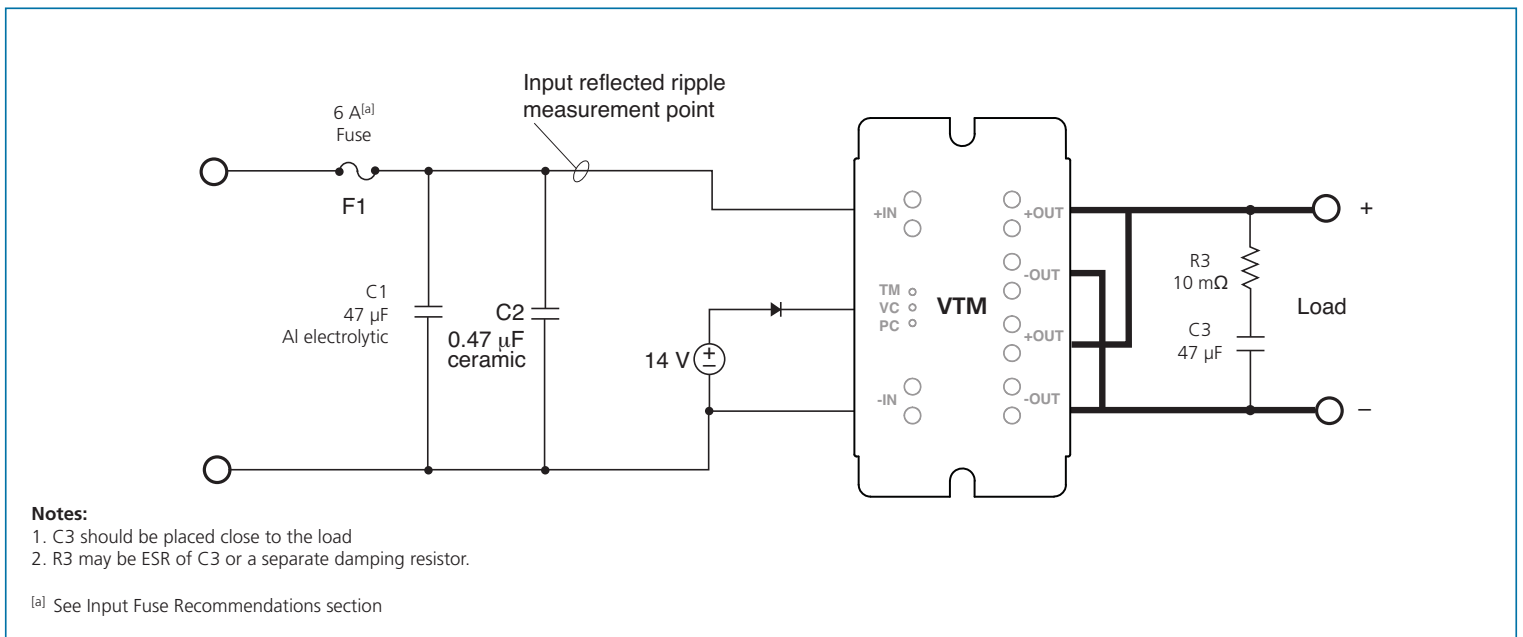 Input reflected ripple
measurement point
6 A[a]
Fuse
F1
C1
47 µF
Al electrolytic
C2
0.47 µF
ceramic
14 V
+
−
+IN
TM
VC
PC
-IN
VTM
+OUT
-OUT
+OUT
-OUT
+
R3
10 mΩ
Load
C3
47 µF
–
Notes:
1. C3 should be placed close to the load
2. R3 may be ESR of C3 or a separate damping resistor.
[a] See Input Fuse Recommendations section